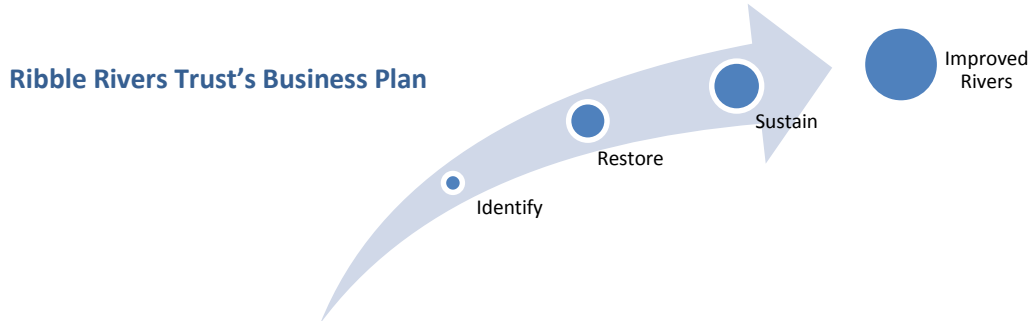 Ribble Rivers Trust's Business Plan
Improved
Rivers
Sustain
Restore
Identify